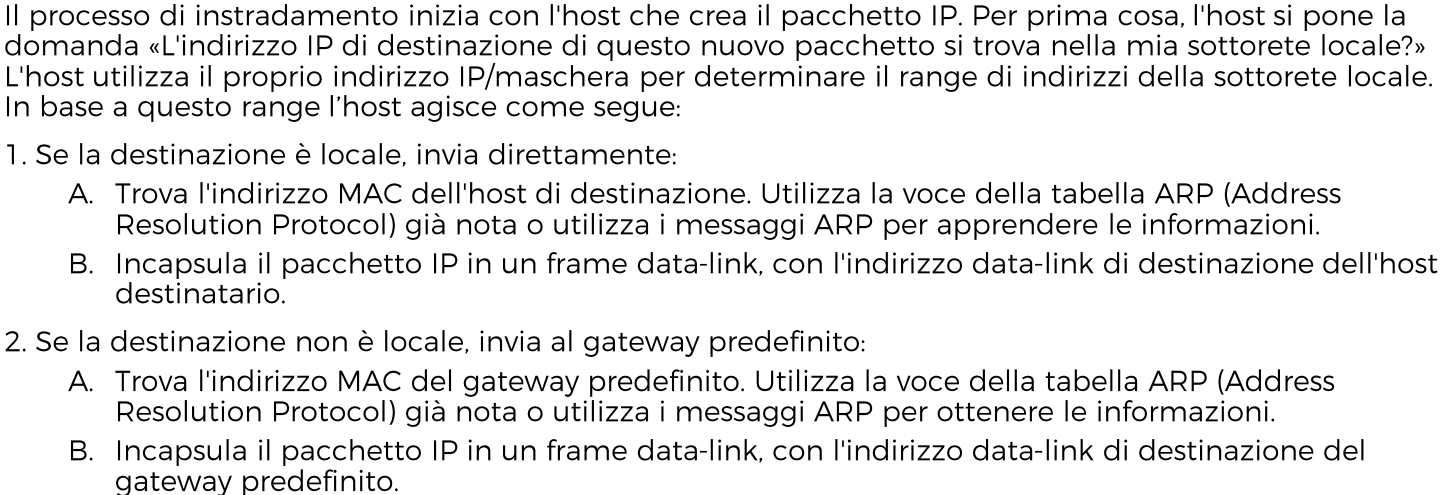 Il processo di instradamento inizia con l'host che crea il pacchetto IP. Per prima cosa, l'host si pone la
domanda «L'indirizzo IP di destinazione di questo nuovo pacchetto si trova nella mia sottorete locale?»
L'host utilizza il proprio indirizzo IP/maschera per determinare il range di indirizzi della sottorete locale.
In base a questo range l’host agisce come segue:
1. Se la destinazione è locale, invia direttamente:
A. Trova l'indirizzo MAC dell'host di destinazione. Utilizza la voce della tabella ARP (Address
Resolution Protocol) già nota o utilizza i messaggi ARP per apprendere le informazioni.
B. Incapsula il pacchetto IP in un frame data-link, con l'indirizzo data-link di destinazione dell'host
destinatario.
2. Se la destinazione non è locale, invia al gateway predefinito:
A. Trova l'indirizzo MAC del gateway predefinito. Utilizza la voce della tabella ARP (Address
Resolution Protocol) già nota o utilizza i messaggi ARP per ottenere le informazioni.
B. Incapsula il pacchetto IP in un frame data-link, con l'indirizzo data-link di destinazione del
gateway predefinito.